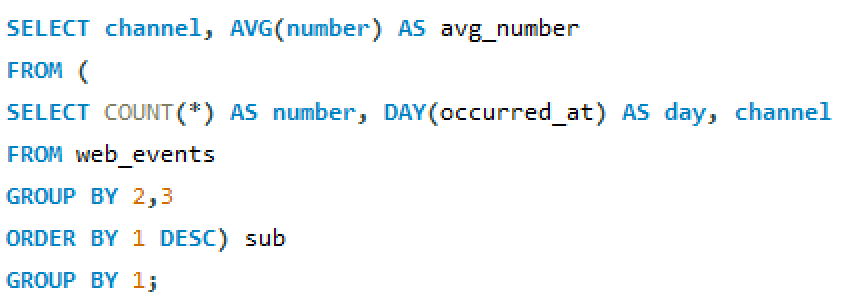 SELECT channel, AVG(number) AS avg_number
FROM (
SELECT COUNT(*) AS number, DAY(occurred_at) AS day, channel
FROM web_events
GROUP BY 2,3
ORDER BY 1 DESC) sub
GROUP BY 1;